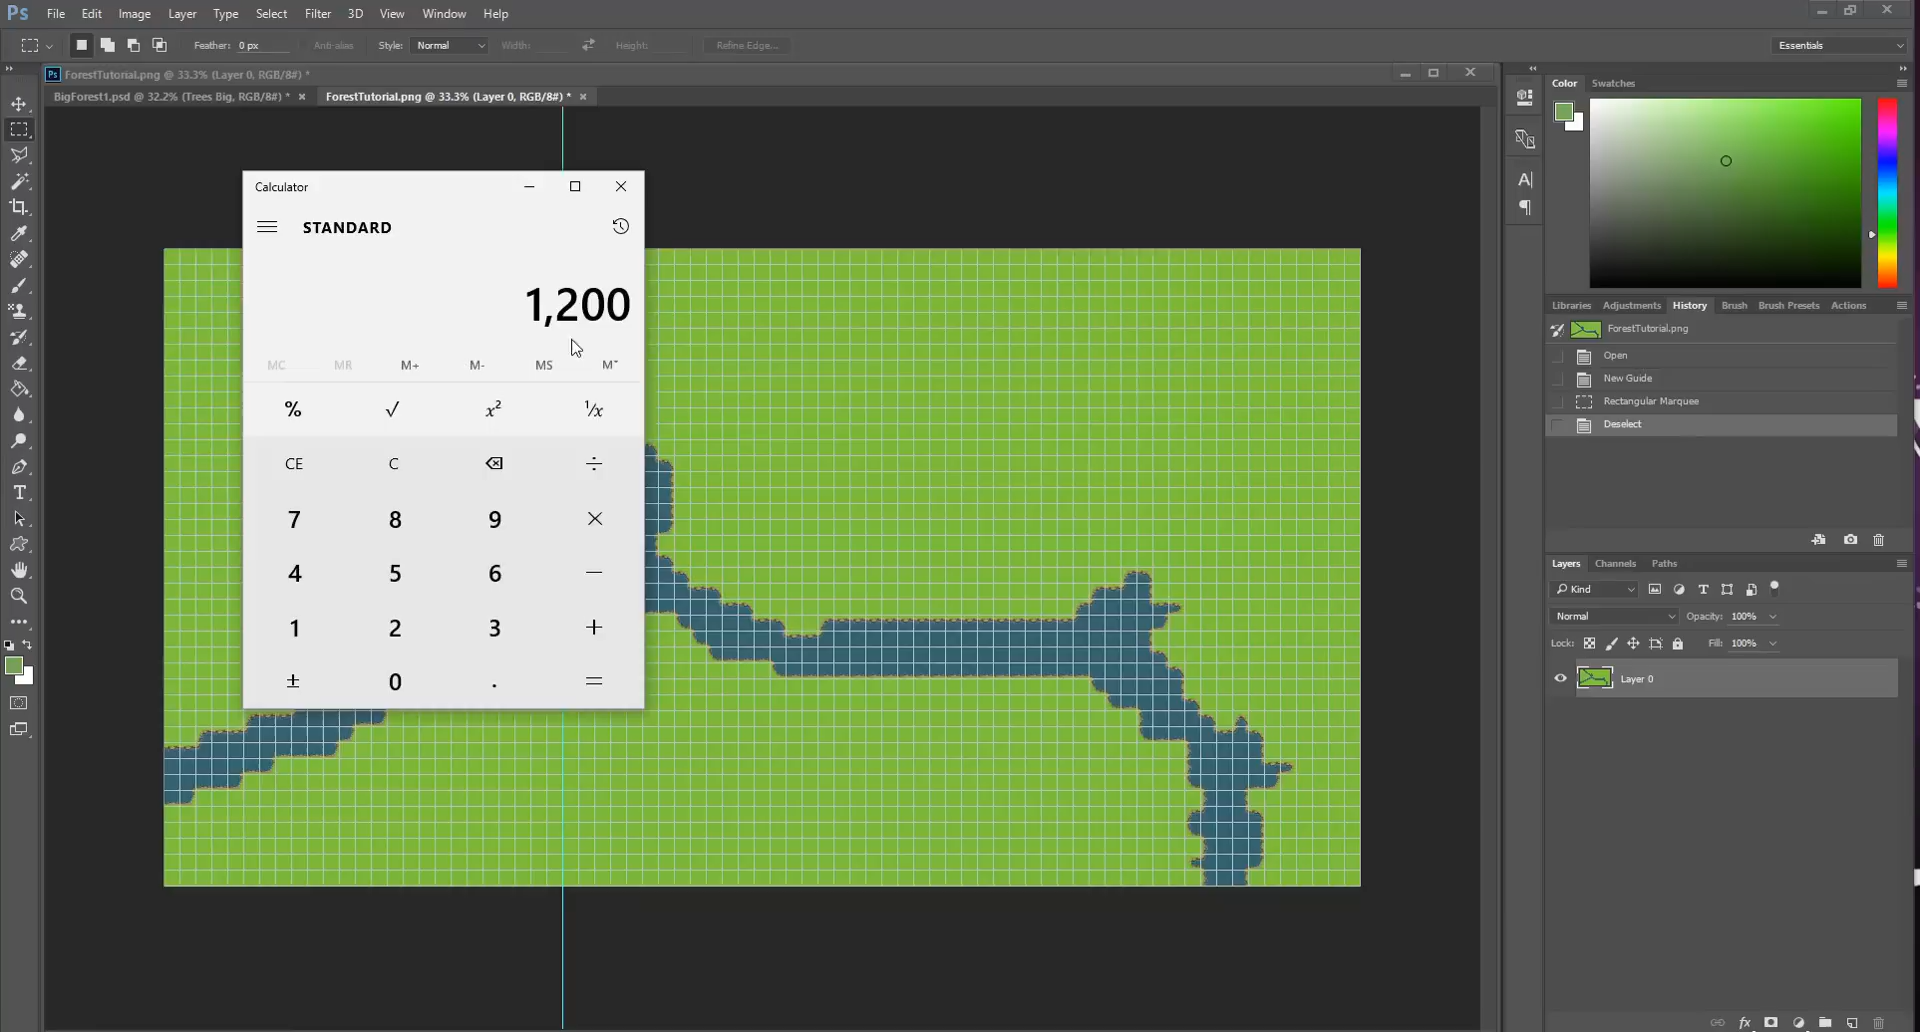 Ps File Edit Image Layer Type Select Filter 3D View Window Help
Feather: 0 px Anti-alias Style: Normal Width: Height: Refine Edge... Essentials
Ps ForestTutorial.png @ 33.3% (Layer 0, RGB/8#) *
BigForest1.psd @ 32.2% (Trees Big, RGB/8#) * × ForestTutorial.png @ 33.3% (Layer 0, RGB/8#) * ×
Calculator
STANDARD
1,200
MC MR M+ M- MS M˅
% √ x² ¹/x
CE C ÷
7 8 9 ×
4 5 6 −
1 2 3 +
± 0 . =
T
A|
¶
Color Swatches
Libraries Adjustments History Brush Brush Presets Actions
ForestTutorial.png
Open
New Guide
Rectangular Marquee
Deselect
Layers Channels Paths
Kind T
Normal Opacity: 100%
Lock: Fill: 100%
Layer 0
fx